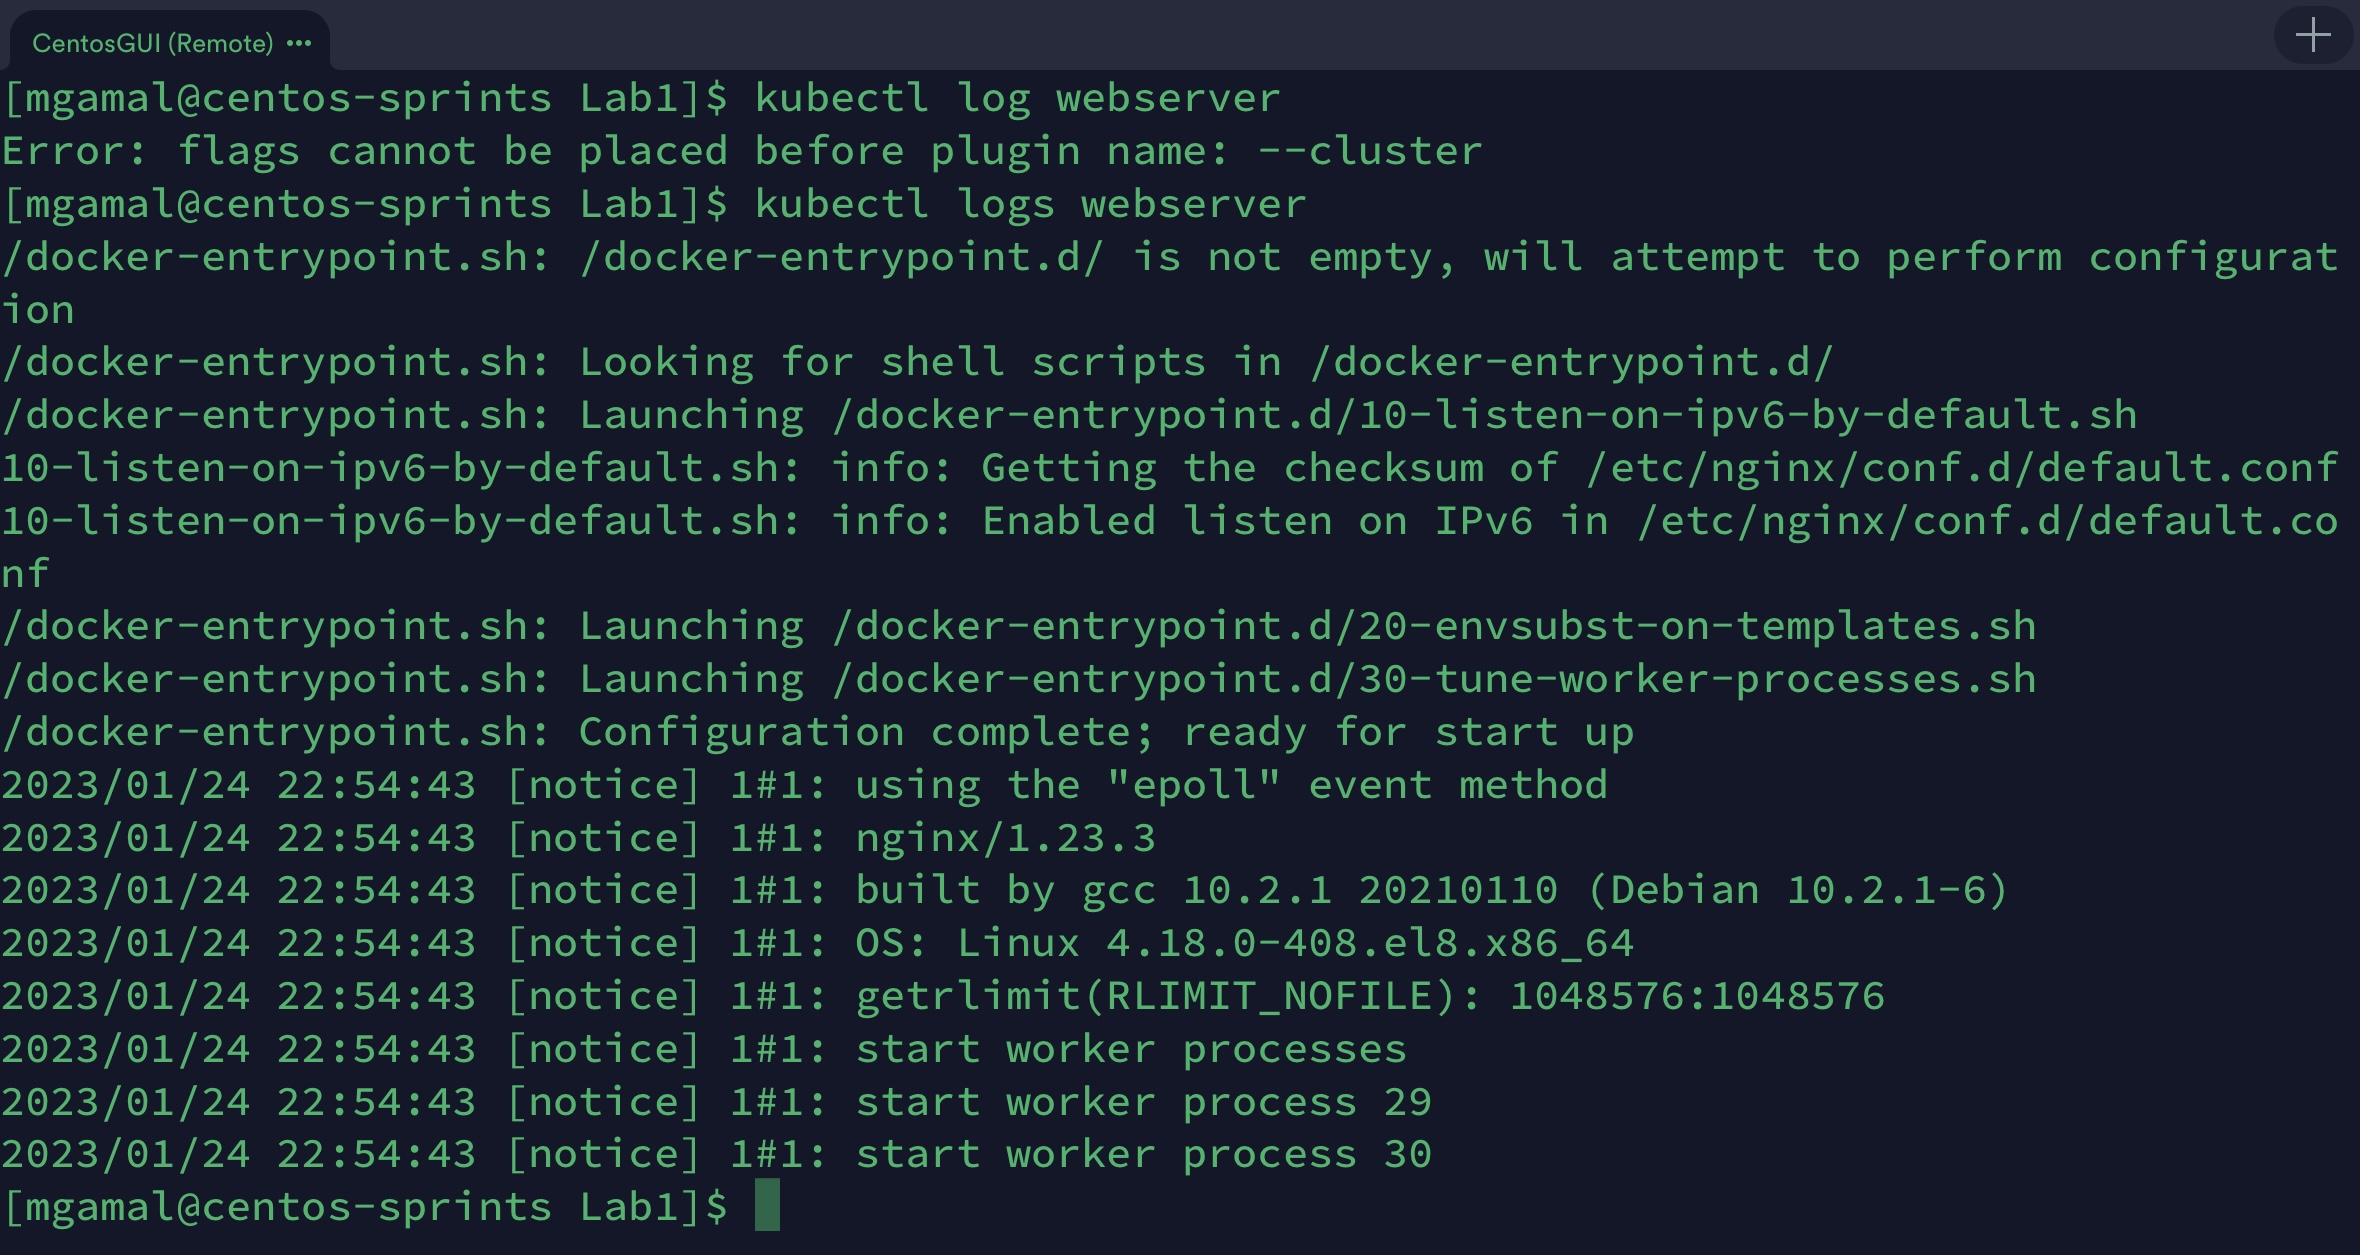 CentosGUI (Remote) •••
[mgamal@centos-sprints Lab1]$ kubectl log webserver
Error: flags cannot be placed before plugin name: --cluster
[mgamal@centos-sprints Lab1]$ kubectl logs webserver
/docker-entrypoint.sh: /docker-entrypoint.d/ is not empty, will attempt to perform configurat
ion
/docker-entrypoint.sh: Looking for shell scripts in /docker-entrypoint.d/
/docker-entrypoint.sh: Launching /docker-entrypoint.d/10-listen-on-ipv6-by-default.sh
10-listen-on-ipv6-by-default.sh: info: Getting the checksum of /etc/nginx/conf.d/default.conf
10-listen-on-ipv6-by-default.sh: info: Enabled listen on IPv6 in /etc/nginx/conf.d/default.co
nf
/docker-entrypoint.sh: Launching /docker-entrypoint.d/20-envsubst-on-templates.sh
/docker-entrypoint.sh: Launching /docker-entrypoint.d/30-tune-worker-processes.sh
/docker-entrypoint.sh: Configuration complete; ready for start up
2023/01/24 22:54:43 [notice] 1#1: using the "epoll" event method
2023/01/24 22:54:43 [notice] 1#1: nginx/1.23.3
2023/01/24 22:54:43 [notice] 1#1: built by gcc 10.2.1 20210110 (Debian 10.2.1-6)
2023/01/24 22:54:43 [notice] 1#1: OS: Linux 4.18.0-408.el8.x86_64
2023/01/24 22:54:43 [notice] 1#1: getrlimit(RLIMIT_NOFILE): 1048576:1048576
2023/01/24 22:54:43 [notice] 1#1: start worker processes
2023/01/24 22:54:43 [notice] 1#1: start worker process 29
2023/01/24 22:54:43 [notice] 1#1: start worker process 30
[mgamal@centos-sprints Lab1]$